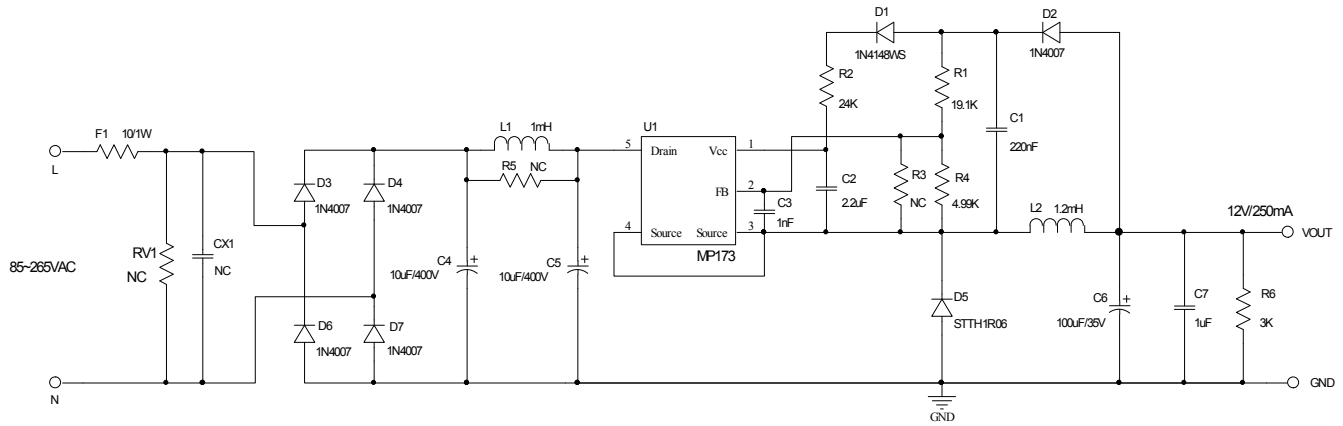 D1
1N4148WS
D2
1N4007
R2
24K
R1
19.1K
C1
220nF
F1 10/1W
L
L1 1mH
R5 NC
U1
5 Drain Vcc 1
FB 2
4 Source Source 3
MP173
C2
2.2uF
C3
1nF
R3
NC
R4
4.99K
L2 1.2mH
12V/250mA
VOUT
D3
1N4007
D4
1N4007
85~265VAC
RV1
NC
CX1
NC
C4
10uF/400V
+
C5
10uF/400V
+
D5
STTH1R06
C6
100uF/35V
+
C7
1uF
R6
3K
D6
1N4007
D7
1N4007
N
GND
GND